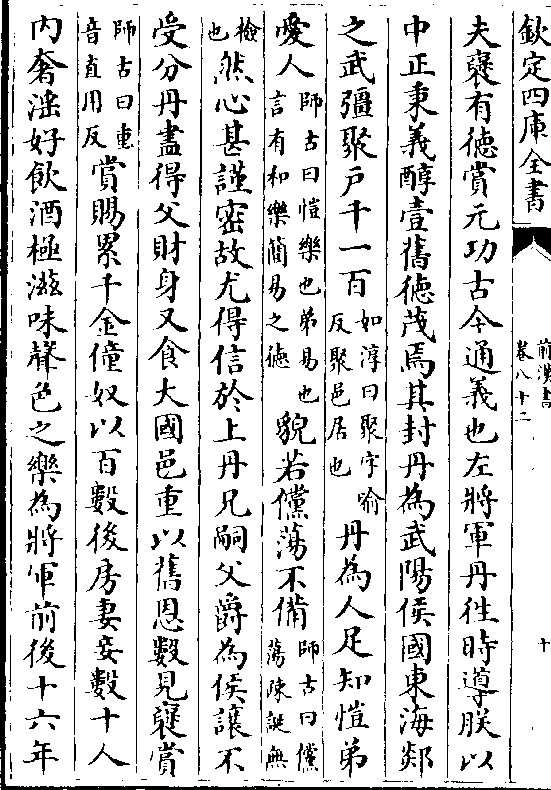 欽定四庫全書
前漢書
卷八十二
十
夫襃有徳賞元功古今通義也左將軍丹徃時導朕以
中正秉義醇壹舊徳茂焉其封丹為武陽侯國東海郯
之武彊聚户千一百如淳曰聚字喻反聚邑居也丹為人足知愷弟
愛人師古曰愷樂也弟易也言有和樂簡易之徳貌若儻蕩不備師古曰儻蕩疎誕無
檢也然心甚謹密故尤得信於上丹兄嗣父爵為侯讓不
受分丹盡得父財身又食大國邑重以舊恩數見襃賞
師古曰重音直用反賞賜累千金僮奴以百數後房妻妾數十人
内奢滛好飲酒極滋味聲色之樂為將軍前後十六年